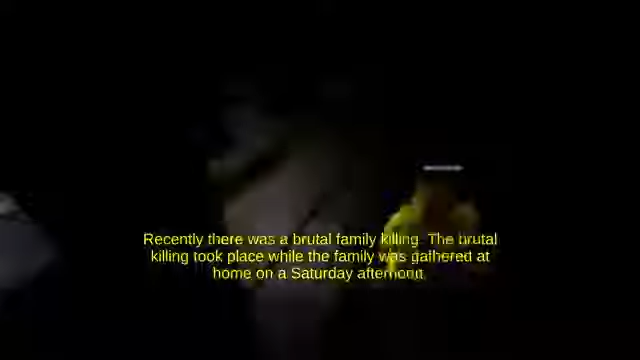 Recently there was a brutal family killing. The brutal
killing took place while the family was gathered at
home on a Saturday afternoon.